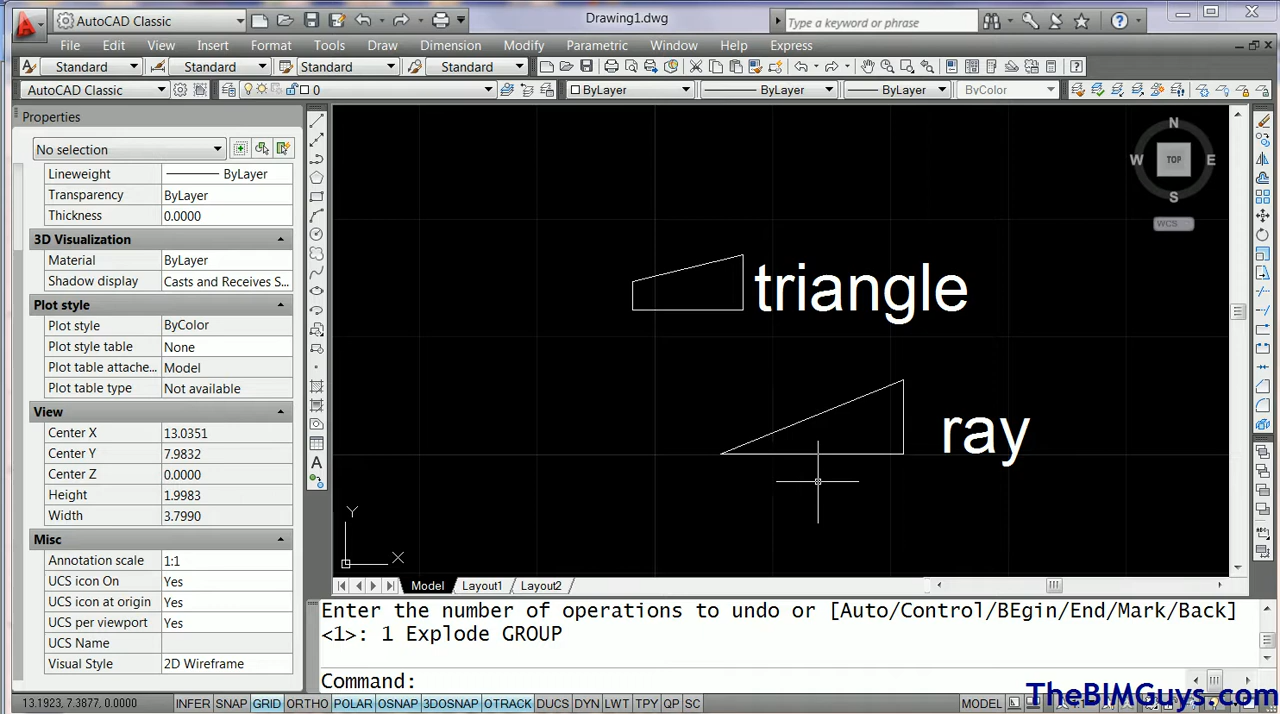 AutoCAD Classic
Drawing1.dwg
Type a keyword or phrase
File Edit View Insert Format Tools Draw Dimension Modify Parametric Window Help Express
Standard Standard Standard Standard
AutoCAD Classic 0 ByLayer ByLayer ByLayer ByColor
Properties
No selection
Lineweight ByLayer
Transparency ByLayer
Thickness 0.0000
3D Visualization
Material ByLayer
Shadow display Casts and Receives S...
Plot style
Plot style ByColor
Plot style table None
Plot table attache... Model
Plot table type Not available
View
Center X 13.0351
Center Y 7.9832
Center Z 0.0000
Height 1.9983
Width 3.7990
Misc
Annotation scale 1:1
UCS icon On Yes
UCS icon at origin Yes
UCS per viewport Yes
UCS Name
Visual Style 2D Wireframe
N
W TOP E
S
WCS
triangle
ray
Y
X
Model Layout1 Layout2
Enter the number of operations to undo or [Auto/Control/BEgin/End/Mark/Back]
<1>: 1 Explode GROUP
Command:
13.1923, 7.3877, 0.0000 INFER SNAP GRID ORTHO POLAR OSNAP 3DOSNAP OTRACK DUCS DYN LWT TPY QP SC MODEL
TheBIMGuys.com